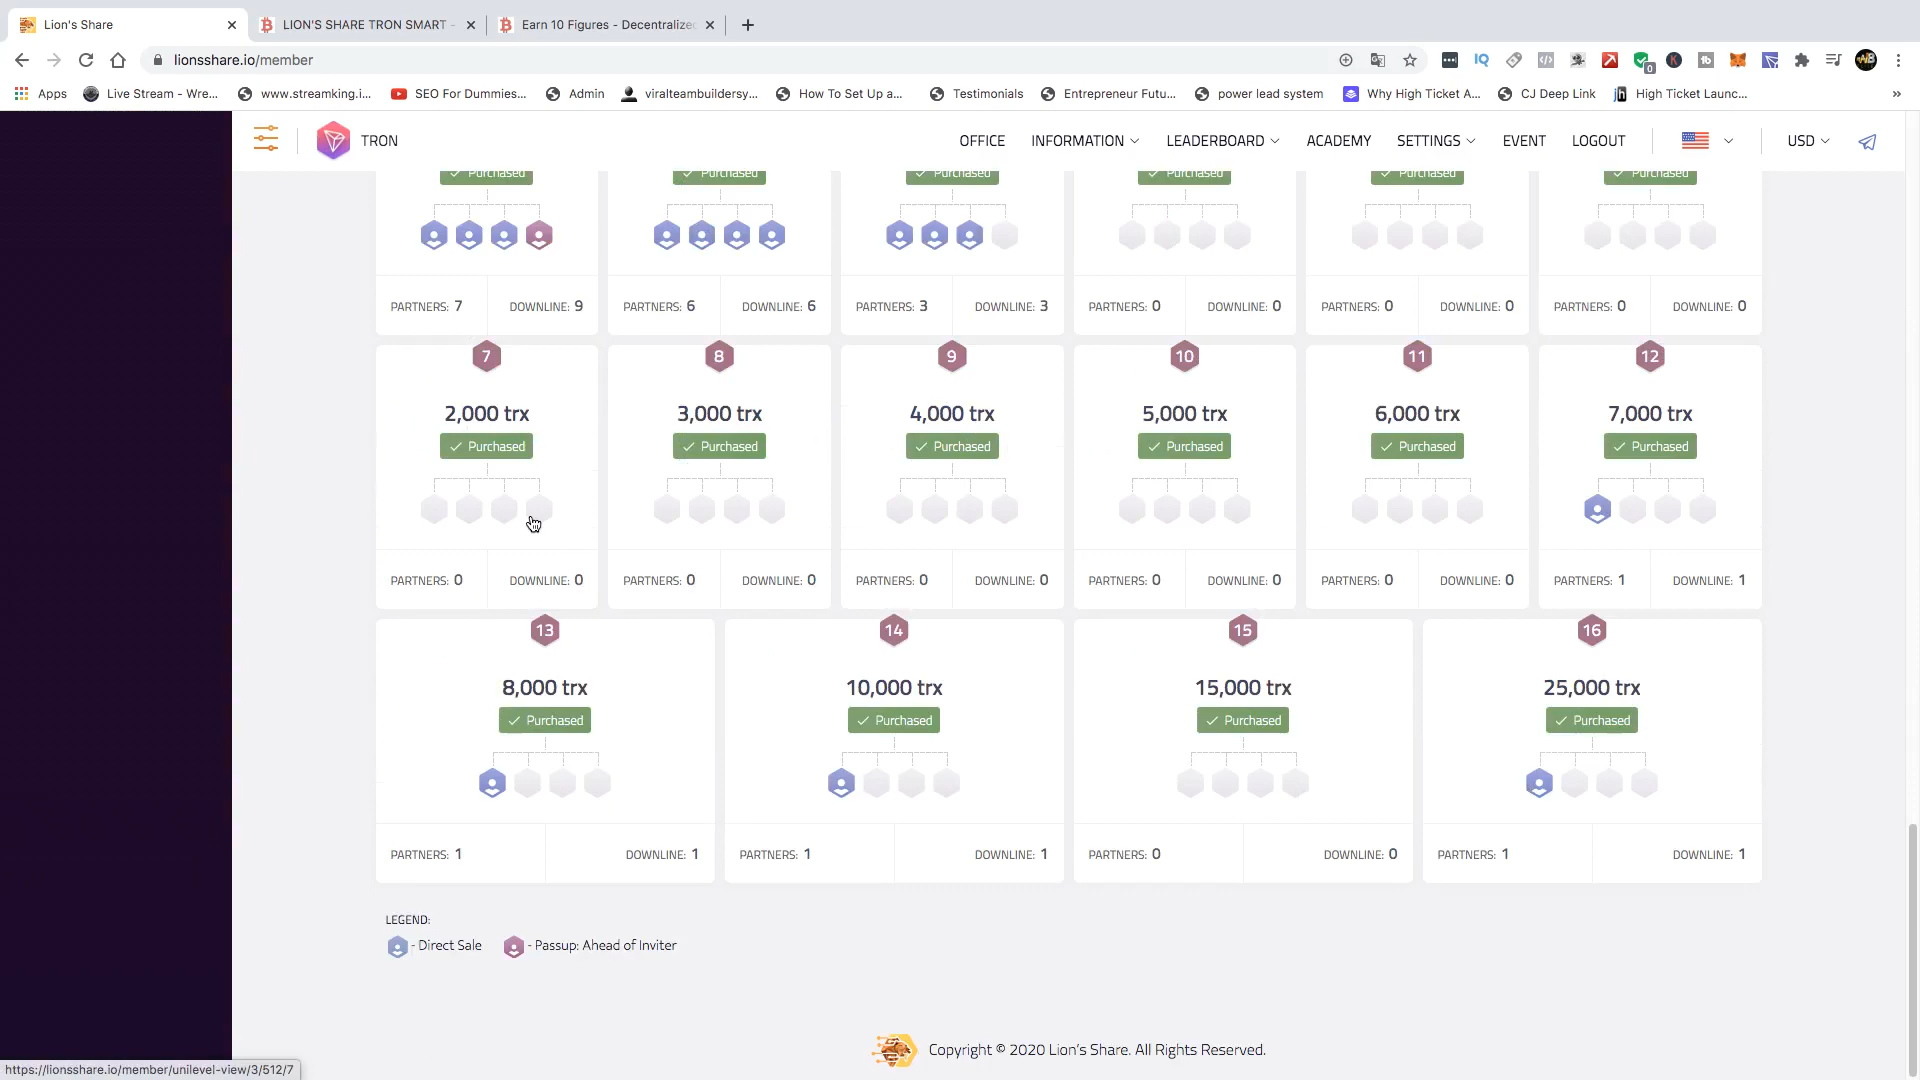 Lion's Share
LION'S SHARE TRON SMART -
Earn 10 Figures - Decentralize
lionsshare.io/member
Apps
Live Stream - Wre...
www.streamking.i...
SEO For Dummies...
Admin
viralteambuildersy...
How To Set Up a...
Testimonials
Entrepreneur Futu...
power lead system
Why High Ticket A...
CJ Deep Link
High Ticket Launc...
TRON
OFFICE
INFORMATION
LEADERBOARD
ACADEMY
SETTINGS
EVENT
LOGOUT
USD
Purchased
Purchased
Purchased
Purchased
Purchased
Purchased
PARTNERS: 7 DOWNLINE: 9
PARTNERS: 6 DOWNLINE: 6
PARTNERS: 3 DOWNLINE: 3
PARTNERS: 0 DOWNLINE: 0
PARTNERS: 0 DOWNLINE: 0
PARTNERS: 0 DOWNLINE: 0
7
2,000 trx
Purchased
PARTNERS: 0 DOWNLINE: 0
8
3,000 trx
Purchased
PARTNERS: 0 DOWNLINE: 0
9
4,000 trx
Purchased
PARTNERS: 0 DOWNLINE: 0
10
5,000 trx
Purchased
PARTNERS: 0 DOWNLINE: 0
11
6,000 trx
Purchased
PARTNERS: 0 DOWNLINE: 0
12
7,000 trx
Purchased
PARTNERS: 1 DOWNLINE: 1
13
8,000 trx
Purchased
PARTNERS: 1 DOWNLINE: 1
14
10,000 trx
Purchased
PARTNERS: 1 DOWNLINE: 1
15
15,000 trx
Purchased
PARTNERS: 0 DOWNLINE: 0
16
25,000 trx
Purchased
PARTNERS: 1 DOWNLINE: 1
LEGEND:
- Direct Sale - Passup: Ahead of Inviter
Copyright © 2020 Lion's Share. All Rights Reserved.
https://lionsshare.io/member/unilevel-view/3/512/7